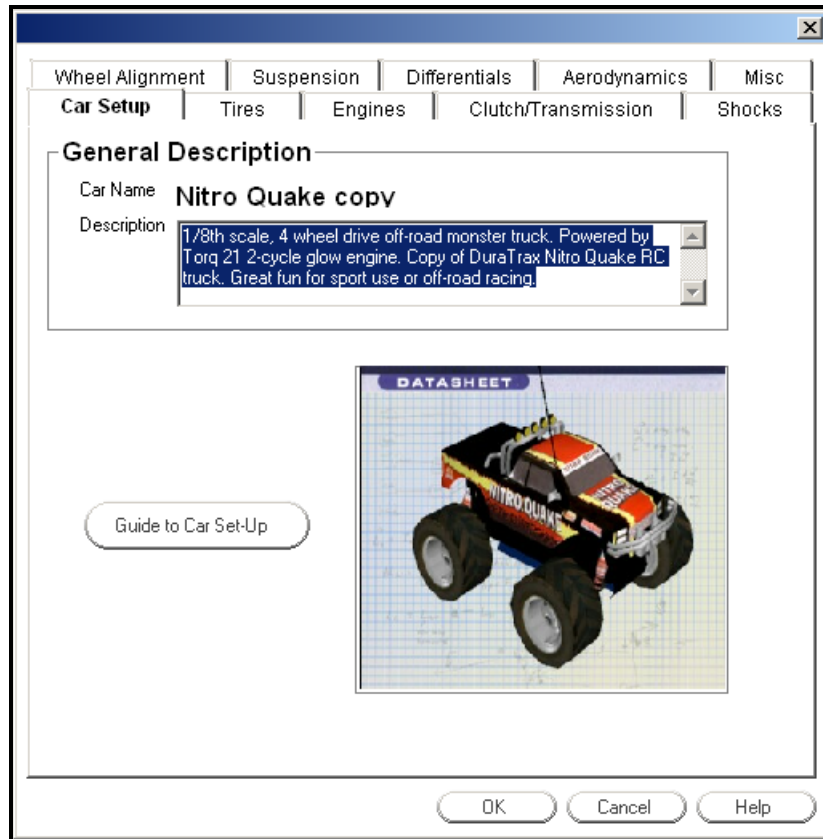 Wheel Alignment Suspension Differentials Aerodynamics Misc
Car Setup Tires Engines Clutch/Transmission Shocks
General Description
Car Name Nitro Quake copy
Description
1/8th scale, 4 wheel drive off-road monster truck. Powered by
Torq 21 2-cycle glow engine. Copy of DuraTrax Nitro Quake RC
truck. Great fun for sport use or off-road racing.
DATASHEET
NITRO QUAKE
NITRO
QUAKE
Guide to Car Set-Up
OK Cancel Help